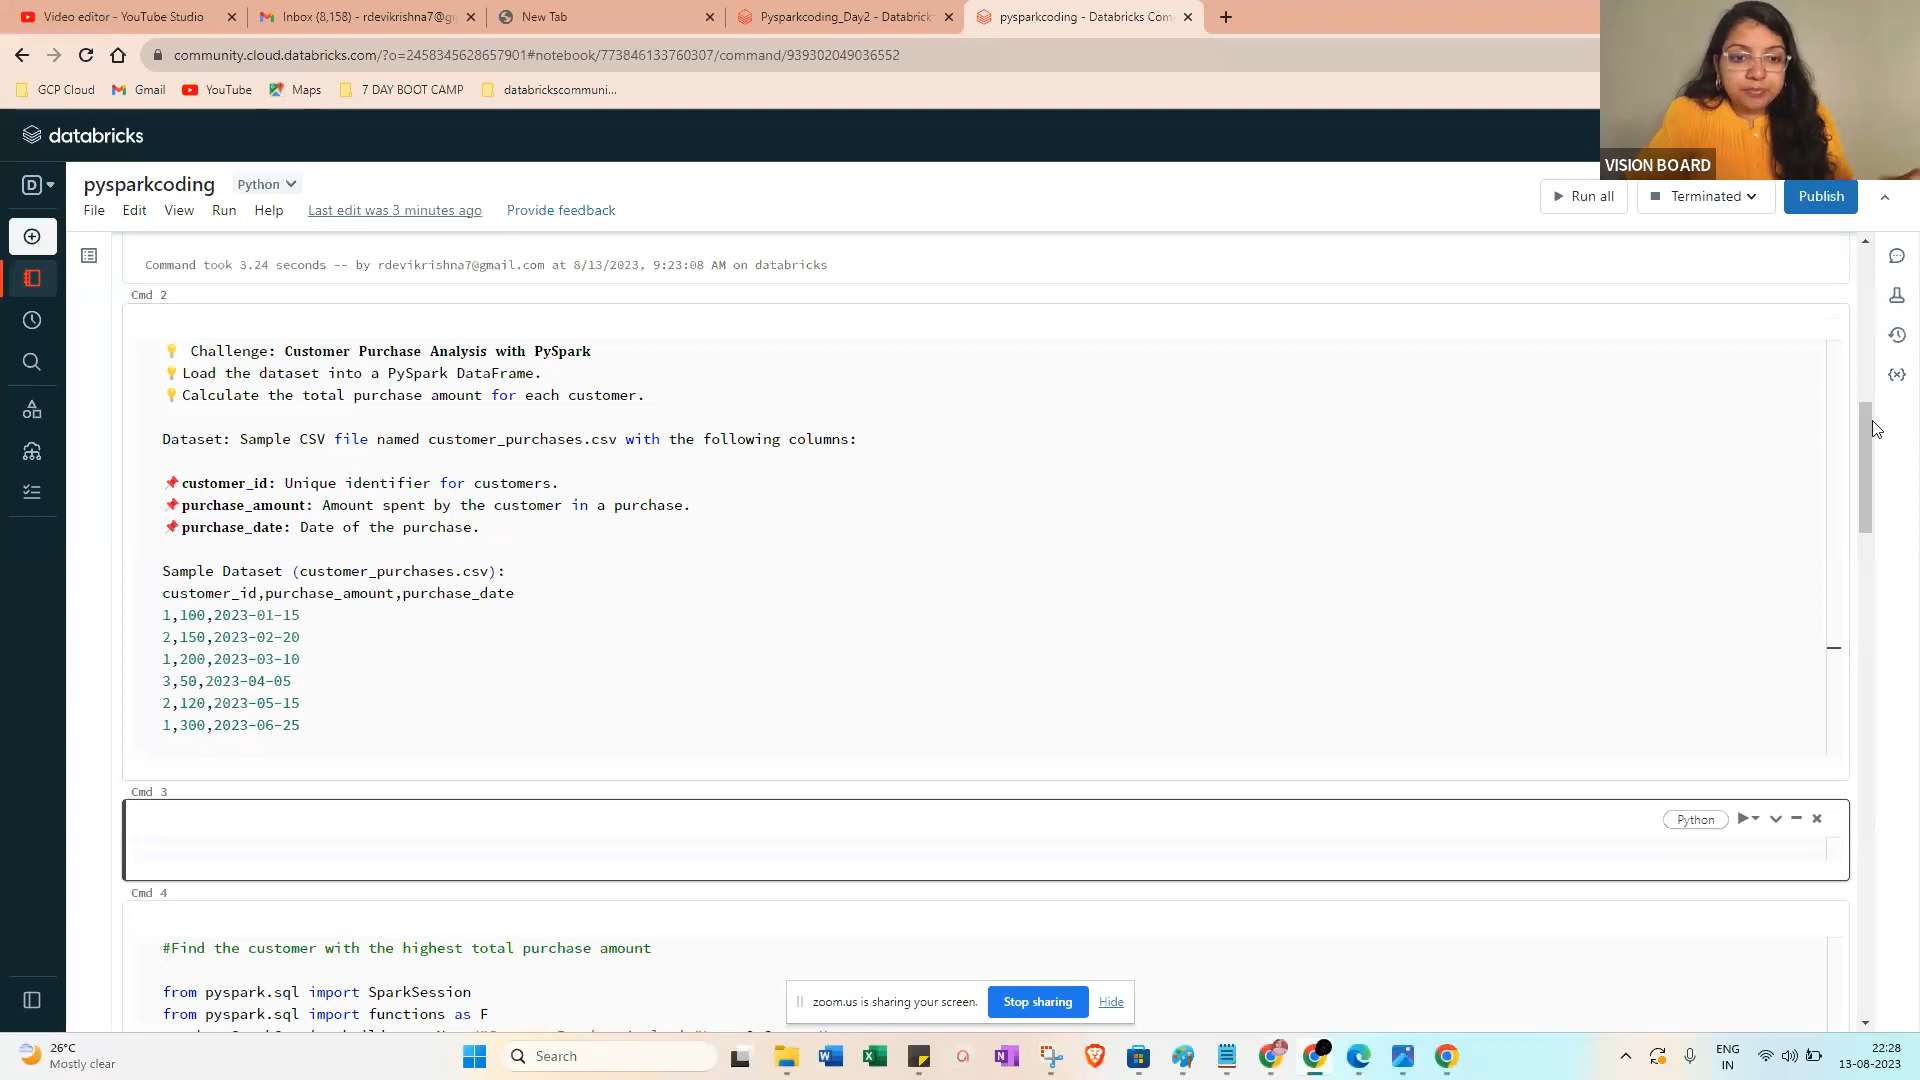 Video editor - YouTube Studio
Inbox (8,158) - rdevikrishna7@g
New Tab
Pysparkcoding_Day2 - Databrick
pysparkcoding - Databricks Com
community.cloud.databricks.com/?o=2458345628657901#notebook/773846133760307/command/939302049036552
GCP Cloud
Gmail
YouTube
Maps
7 DAY BOOT CAMP
databrickscommuni...
databricks
VISION BOARD
D
pysparkcoding
Python
Run all
Terminated
Publish
File
Edit
View
Run
Help
Last edit was 3 minutes ago
Provide feedback
Command took 3.24 seconds -- by rdevikrishna7@gmail.com at 8/13/2023, 9:23:08 AM on databricks
Cmd 2
💡 Challenge: Customer Purchase Analysis with PySpark
💡Load the dataset into a PySpark DataFrame.
💡Calculate the total purchase amount for each customer.
Dataset: Sample CSV file named customer_purchases.csv with the following columns:
📌customer_id: Unique identifier for customers.
📌purchase_amount: Amount spent by the customer in a purchase.
📌purchase_date: Date of the purchase.
Sample Dataset (customer_purchases.csv):
customer_id,purchase_amount,purchase_date
1,100,2023-01-15
2,150,2023-02-20
1,200,2023-03-10
3,50,2023-04-05
2,120,2023-05-15
1,300,2023-06-25
Cmd 3
Python
Cmd 4
#Find the customer with the highest total purchase amount
from pyspark.sql import SparkSession
from pyspark.sql import functions as F
zoom.us is sharing your screen.
Stop sharing
Hide
26°C
Mostly clear
Search
ENG
IN
22:28
13-08-2023